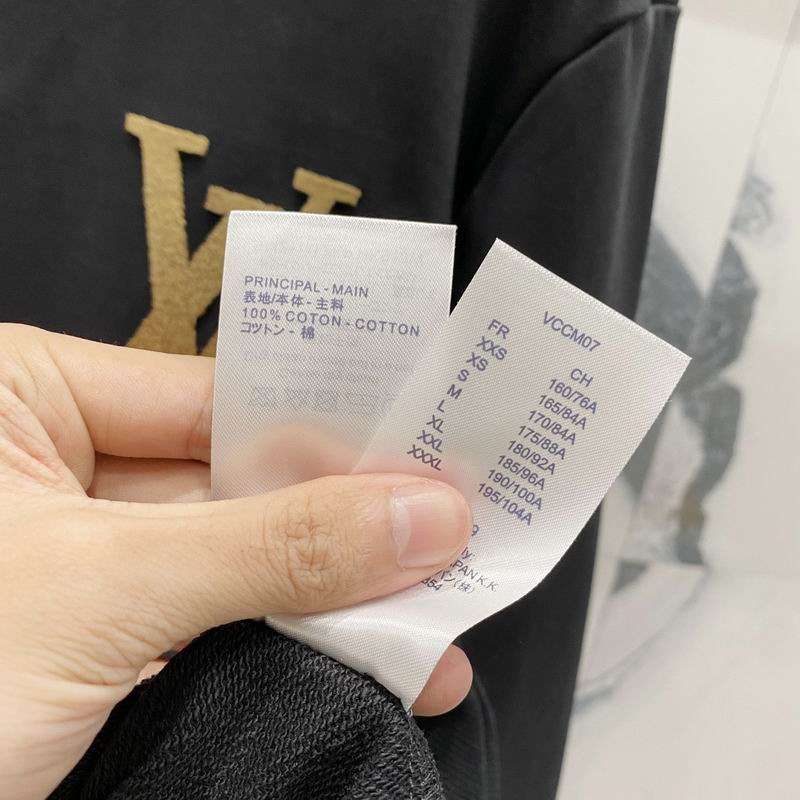 PRINCIPAL - MAIN
表地/本体 - 主料
100% COTON - COTTON
コツトン - 棉
VCCM07
FR CH
XXS 160/76A
XS 165/84A
S 170/84A
M 175/88A
L 180/92A
XL 185/96A
XXL 190/100A
XXXL 195/104A
K.K.
(株)